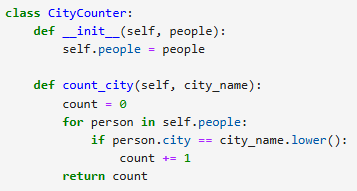 class CityCounter:
    def __init__(self, people):
        self.people = people

    def count_city(self, city_name):
        count = 0
        for person in self.people:
            if person.city == city_name.lower():
                count += 1
        return count